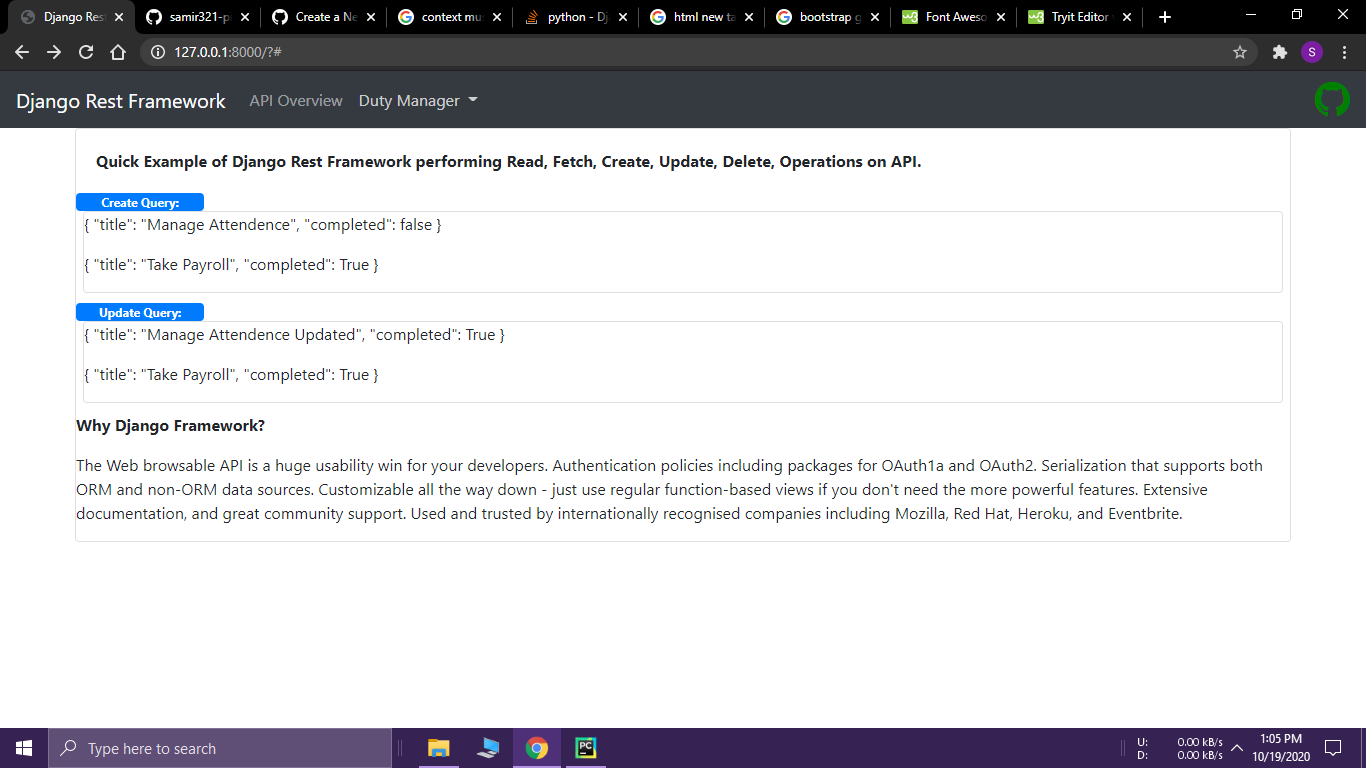 Django Rest
samir321-p
Create a Ne
context mu
python - Dj
html new ta
bootstrap g
Font Aweso
Tryit Editor
127.0.0.1:8000/?#
S
Django Rest Framework API Overview Duty Manager
Quick Example of Django Rest Framework performing Read, Fetch, Create, Update, Delete, Operations on API.
Create Query:
{ "title": "Manage Attendence", "completed": false }
{ "title": "Take Payroll", "completed": True }
Update Query:
{ "title": "Manage Attendence Updated", "completed": True }
{ "title": "Take Payroll", "completed": True }
Why Django Framework?
The Web browsable API is a huge usability win for your developers. Authentication policies including packages for OAuth1a and OAuth2. Serialization that supports both
ORM and non-ORM data sources. Customizable all the way down - just use regular function-based views if you don't need the more powerful features. Extensive
documentation, and great community support. Used and trusted by internationally recognised companies including Mozilla, Red Hat, Heroku, and Eventbrite.
Type here to search
PC
U: 0.00 kB/s
D: 0.00 kB/s
1:05 PM
10/19/2020